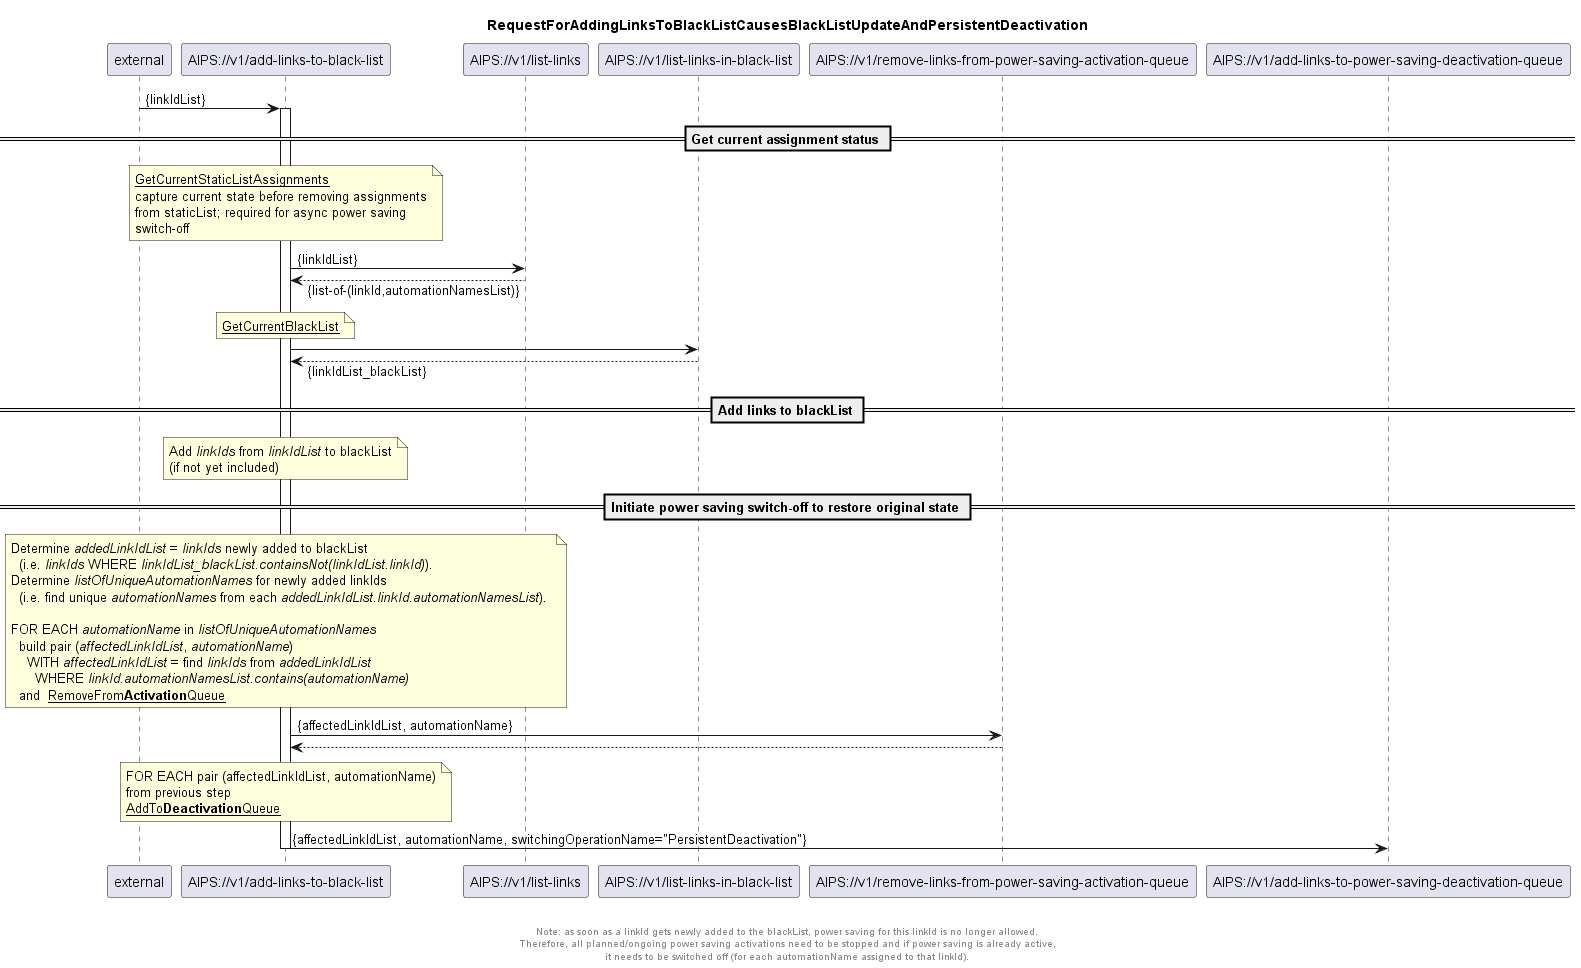 RequestForAddingLinksToBlackListCausesBlackListUpdateAndPersistentDeactivation
external
AIPS://v1/add-links-to-black-list
AIPS://v1/list-links
AIPS://v1/list-links-in-black-list
AIPS://v1/remove-links-from-power-saving-activation-queue
AIPS://v1/add-links-to-power-saving-deactivation-queue
{linkIdList}
Get current assignment status
GetCurrentStaticListAssignments
capture current state before removing assignments
from staticList; required for async power saving
switch-off
{linkIdList}
{list-of-(linkId,automationNamesList)}
GetCurrentBlackList
{linkIdList_blackList}
Add links to blackList
Add linkIds from linkIdList to blackList
(if not yet included)
Initiate power saving switch-off to restore original state
Determine addedLinkIdList = linkIds newly added to blackList
(i.e. linkIds WHERE linkIdList_blackList.containsNot(linkIdList.linkId)).
Determine listOfUniqueAutomationNames for newly added linkIds
(i.e. find unique automationNames from each addedLinkIdList.linkId.automationNamesList).
FOR EACH automationName in listOfUniqueAutomationNames
build pair (affectedLinkIdList, automationName)
WITH affectedLinkIdList = find linkIds from addedLinkIdList
WHERE linkId.automationNamesList.contains(automationName)
and RemoveFromActivationQueue
{affectedLinkIdList, automationName}
FOR EACH pair (affectedLinkIdList, automationName)
from previous step
AddToDeactivationQueue
{affectedLinkIdList, automationName, switchingOperationName="PersistentDeactivation"}
external
AIPS://v1/add-links-to-black-list
AIPS://v1/list-links
AIPS://v1/list-links-in-black-list
AIPS://v1/remove-links-from-power-saving-activation-queue
AIPS://v1/add-links-to-power-saving-deactivation-queue
Note: as soon as a linkId gets newly added to the blackList, power saving for this linkId is no longer allowed.
Therefore, all planned/ongoing power saving activations need to be stopped and if power saving is already active,
it needs to be switched off (for each automationName assigned to that linkId).